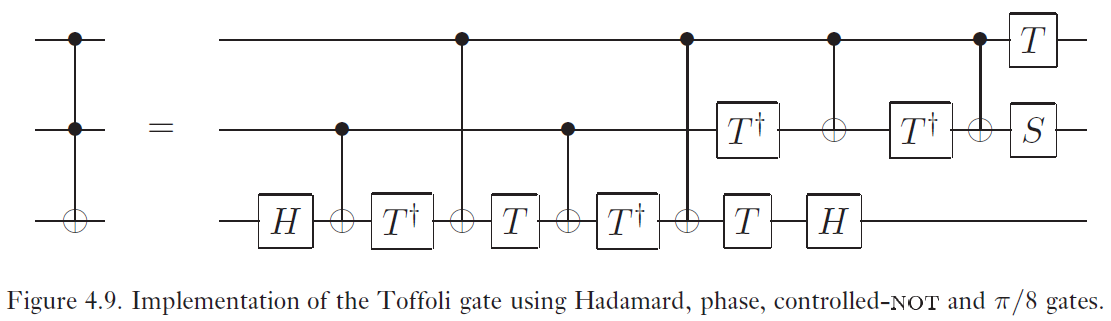 T
=
T† T† S
H T† T T† T H
Figure 4.9. Implementation of the Toffoli gate using Hadamard, phase, controlled-NOT and π/8 gates.